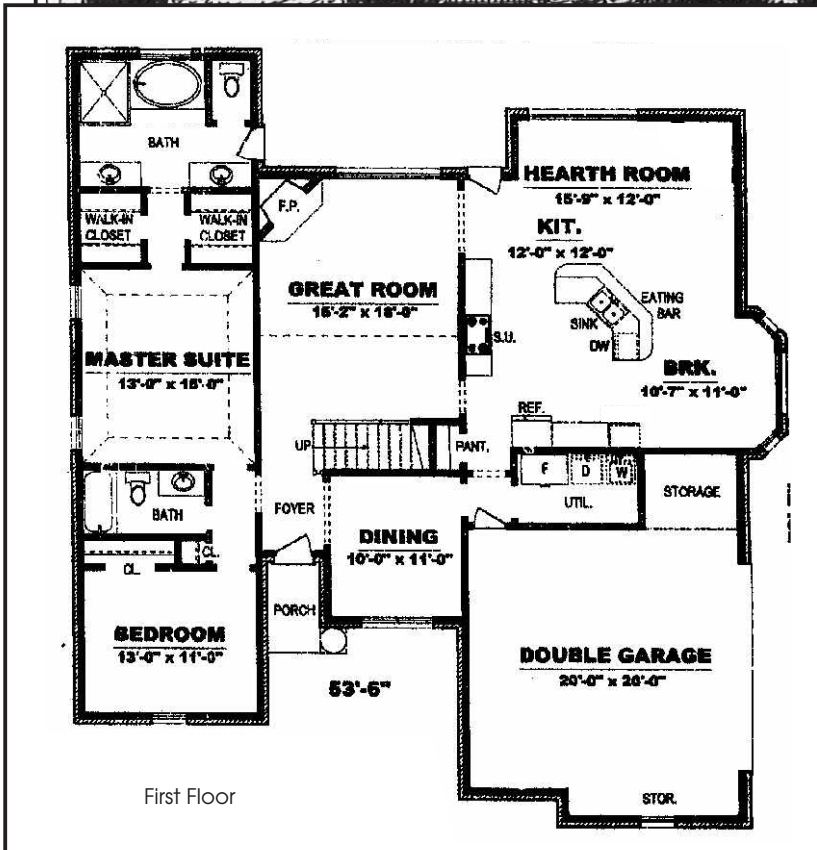 BATH
WALK-IN
CLOSET
WALK-IN
CLOSET
F.P.
HEARTH ROOM
15'-9" x 12'-0"
KIT.
12'-0" x 12'-0"
GREAT ROOM
15'-2" x 18'-0"
EATING
BAR
SINK
DW
S.U.
MASTER SUITE
13'-0" x 15'-0"
BRK.
10'-7" x 11'-0"
REF.
UP
PANT.
F
D
W
UTIL.
STORAGE
BATH
FOYER
DINING
10'-0" x 11'-0"
CL.
CL.
PORCH
BEDROOM
13'-0" x 11'-0"
DOUBLE GARAGE
20'-0" x 20'-0"
53'-6"
STOR.
First Floor